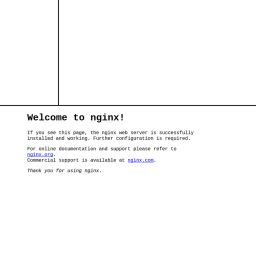 Welcome to nginx!
If you see this page, the nginx web server is successfully
installed and working. Further configuration is required.
For online documentation and support please refer to
nginx.org.
Commercial support is available at nginx.com.
Thank you for using nginx.